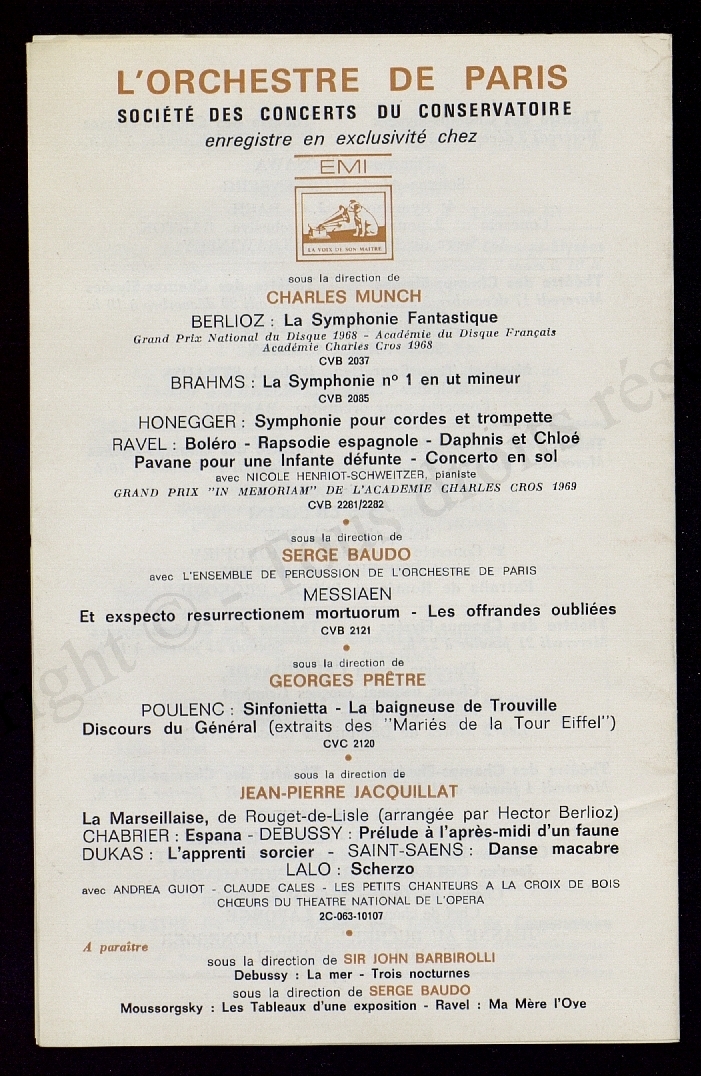 L'ORCHESTRE DE PARIS
SOCIÉTÉ DES CONCERTS DU CONSERVATOIRE
enregistre en exclusivité chez
EMI
LA VOIX DE SON MAITRE
sous la direction de
CHARLES MUNCH
BERLIOZ : La Symphonie Fantastique
Grand Prix National du Disque 1968 - Académie du Disque Français
Académie Charles Cros 1968
CVB 2037
BRAHMS : La Symphonie nº 1 en ut mineur
CVB 2085
HONEGGER : Symphonie pour cordes et trompette
RAVEL : Boléro - Rapsodie espagnole - Daphnis et Chloé
Pavane pour une Infante défunte - Concerto en sol
avec NICOLE HENRIOT-SCHWEITZER, pianiste
GRAND PRIX "IN MEMORIAM" DE L'ACADEMIE CHARLES CROS 1969
CVB 2281/2282
sous la direction de
SERGE BAUDO
avec L'ENSEMBLE DE PERCUSSION DE L'ORCHESTRE DE PARIS
MESSIAEN
Et exspecto resurrectionem mortuorum - Les offrandes oubliées
CVB 2121
sous la direction de
GEORGES PRÊTRE
POULENC : Sinfonietta - La baigneuse de Trouville
Discours du Général (extraits des "Mariés de la Tour Eiffel")
CVC 2120
sous la direction de
JEAN-PIERRE JACQUILLAT
La Marseillaise, de Rouget-de-Lisle (arrangée par Hector Berlioz)
CHABRIER : Espana - DEBUSSY : Prélude à l'après-midi d'un faune
DUKAS : L'apprenti sorcier - SAINT-SAENS : Danse macabre
LALO : Scherzo
avec ANDREA GUIOT - CLAUDE CALES - LES PETITS CHANTEURS A LA CROIX DE BOIS
CHŒURS DU THEATRE NATIONAL DE L'OPERA
2C-063-10107
A paraître
sous la direction de SIR JOHN BARBIROLLI
Debussy : La mer - Trois nocturnes
sous la direction de SERGE BAUDO
Moussorgsky : Les Tableaux d'une exposition - Ravel : Ma Mère l'Oye